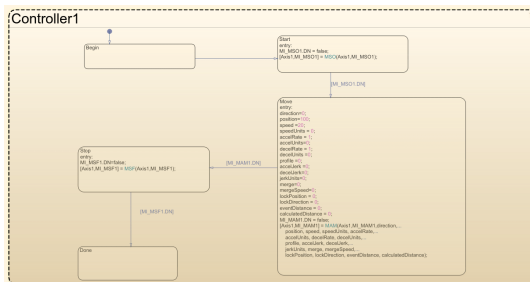 Controller1
Begin
Start
entry:
MI_MSO1.DN = false;
[Axis1,MI_MSO1] = MSO(Axis1,MI_MSO1);
[MI_MSO1.DN]
Move
entry:
direction=0;
position=100;
speed =20;
speedUnits = 0;
accelRate = 1;
accelUnits=0;
decelRate = 1;
decelUnits =0;
profile =0;
accelJerk =0;
decelJerk=0;
jerkUnits=0;
merge=0;
mergeSpeed=0;
lockPosition = 0;
lockDirection = 0;
eventDistance = 0;
calculatedDistance = 0;
MI_MAM1.DN = false;
[Axis1,MI_MAM1] = MAM(Axis1,MI_MAM1,direction,...
position, speed, speedUnits, accelRate,...
accelUnits, decelRate, decelUnits,...
profile, accelJerk, decelJerk,...
jerkUnits, merge, mergeSpeed,...
lockPosition, lockDirection, eventDistance, calculatedDistance);
[MI_MAM1.DN]
Stop
entry:
MI_MSF1.DN=false;
[Axis1,MI_MSF1] = MSF(Axis1,MI_MSF1);
[MI_MSF1.DN]
Done